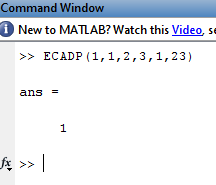 Command Window
New to MATLAB? Watch this Video, se
>> ECADP(1,1,2,3,1,23)
ans =
1
fx >>